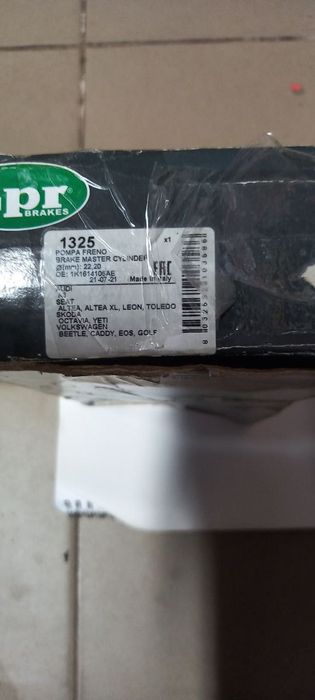 pr
BRAKES
1325 x1
POMPA FRENO
BRAKE MASTER CYLINDER
Ø(mm): 22,20
OE: 1K1614106AE
21-07-21 Made in Italy
EAC
AUDI
SEAT
ALTEA, ALTEA XL, LEON, TOLEDO
SKODA
OCTAVIA, YETI
VOLKSWAGEN
BEETLE, CADDY, EOS, GOLF